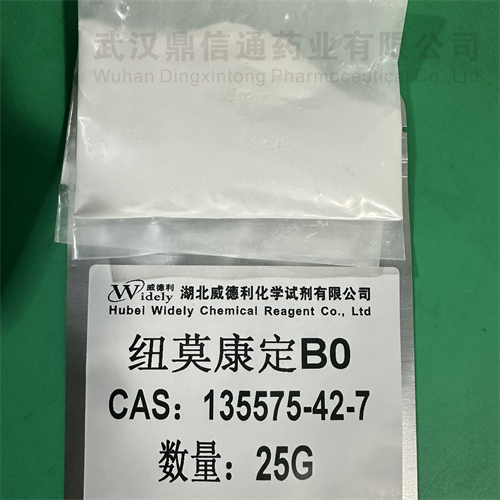 武汉鼎信通药业有限公司
Wuhan Dingxintong Pharmaceutical Co., Ltd
威德利 湖北威德利化学试剂有限公司
Widely Hubei Widely Chemical Reagent Co., Ltd
纽莫康定B0
CAS: 135575-42-7
数量: 25G